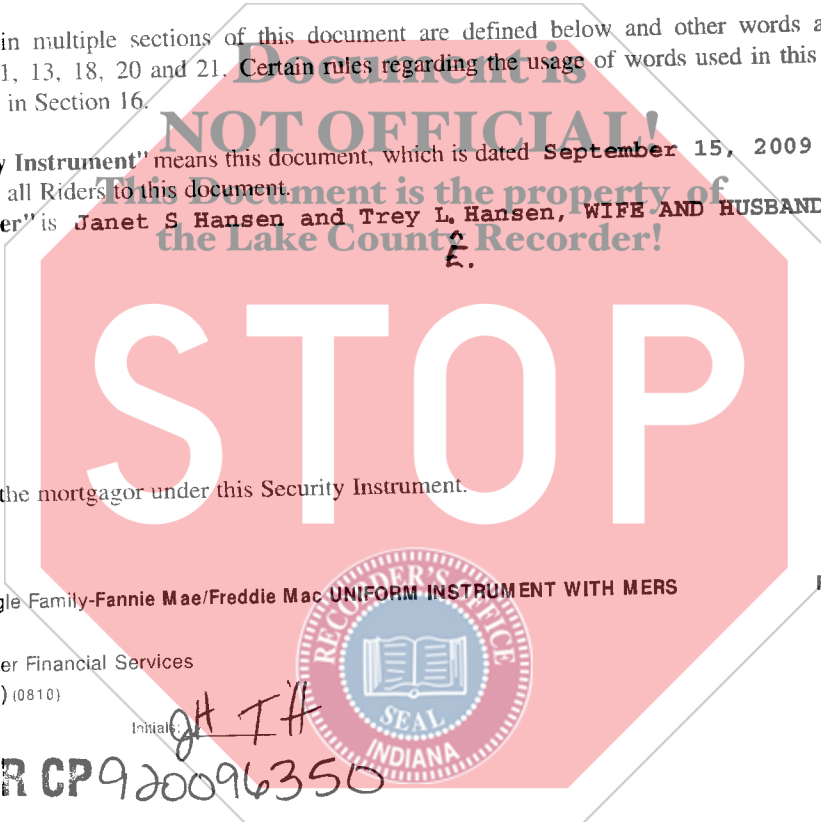 in multiple sections of this document are defined below and other words a
1, 13, 18, 20 and 21. Certain rules regarding the usage of words used in this
in Section 16.
Document is
NOT OFFICIAL!
This Document is the property of
the Lake County Recorder!
y Instrument" means this document, which is dated September 15, 2009
all Riders to this document.
er" is Janet S Hansen and Trey L. Hansen, WIFE AND HUSBAND
E.
STOP
the mortgagor under this Security Instrument.
gle Family-Fannie Mae/Freddie Mac UNIFORM INSTRUMENT WITH MERS
RECORDER'S OFFICE
SEAL
INDIANA
er Financial Services
) (0810)
Initials: JH TH
R CP 920096350